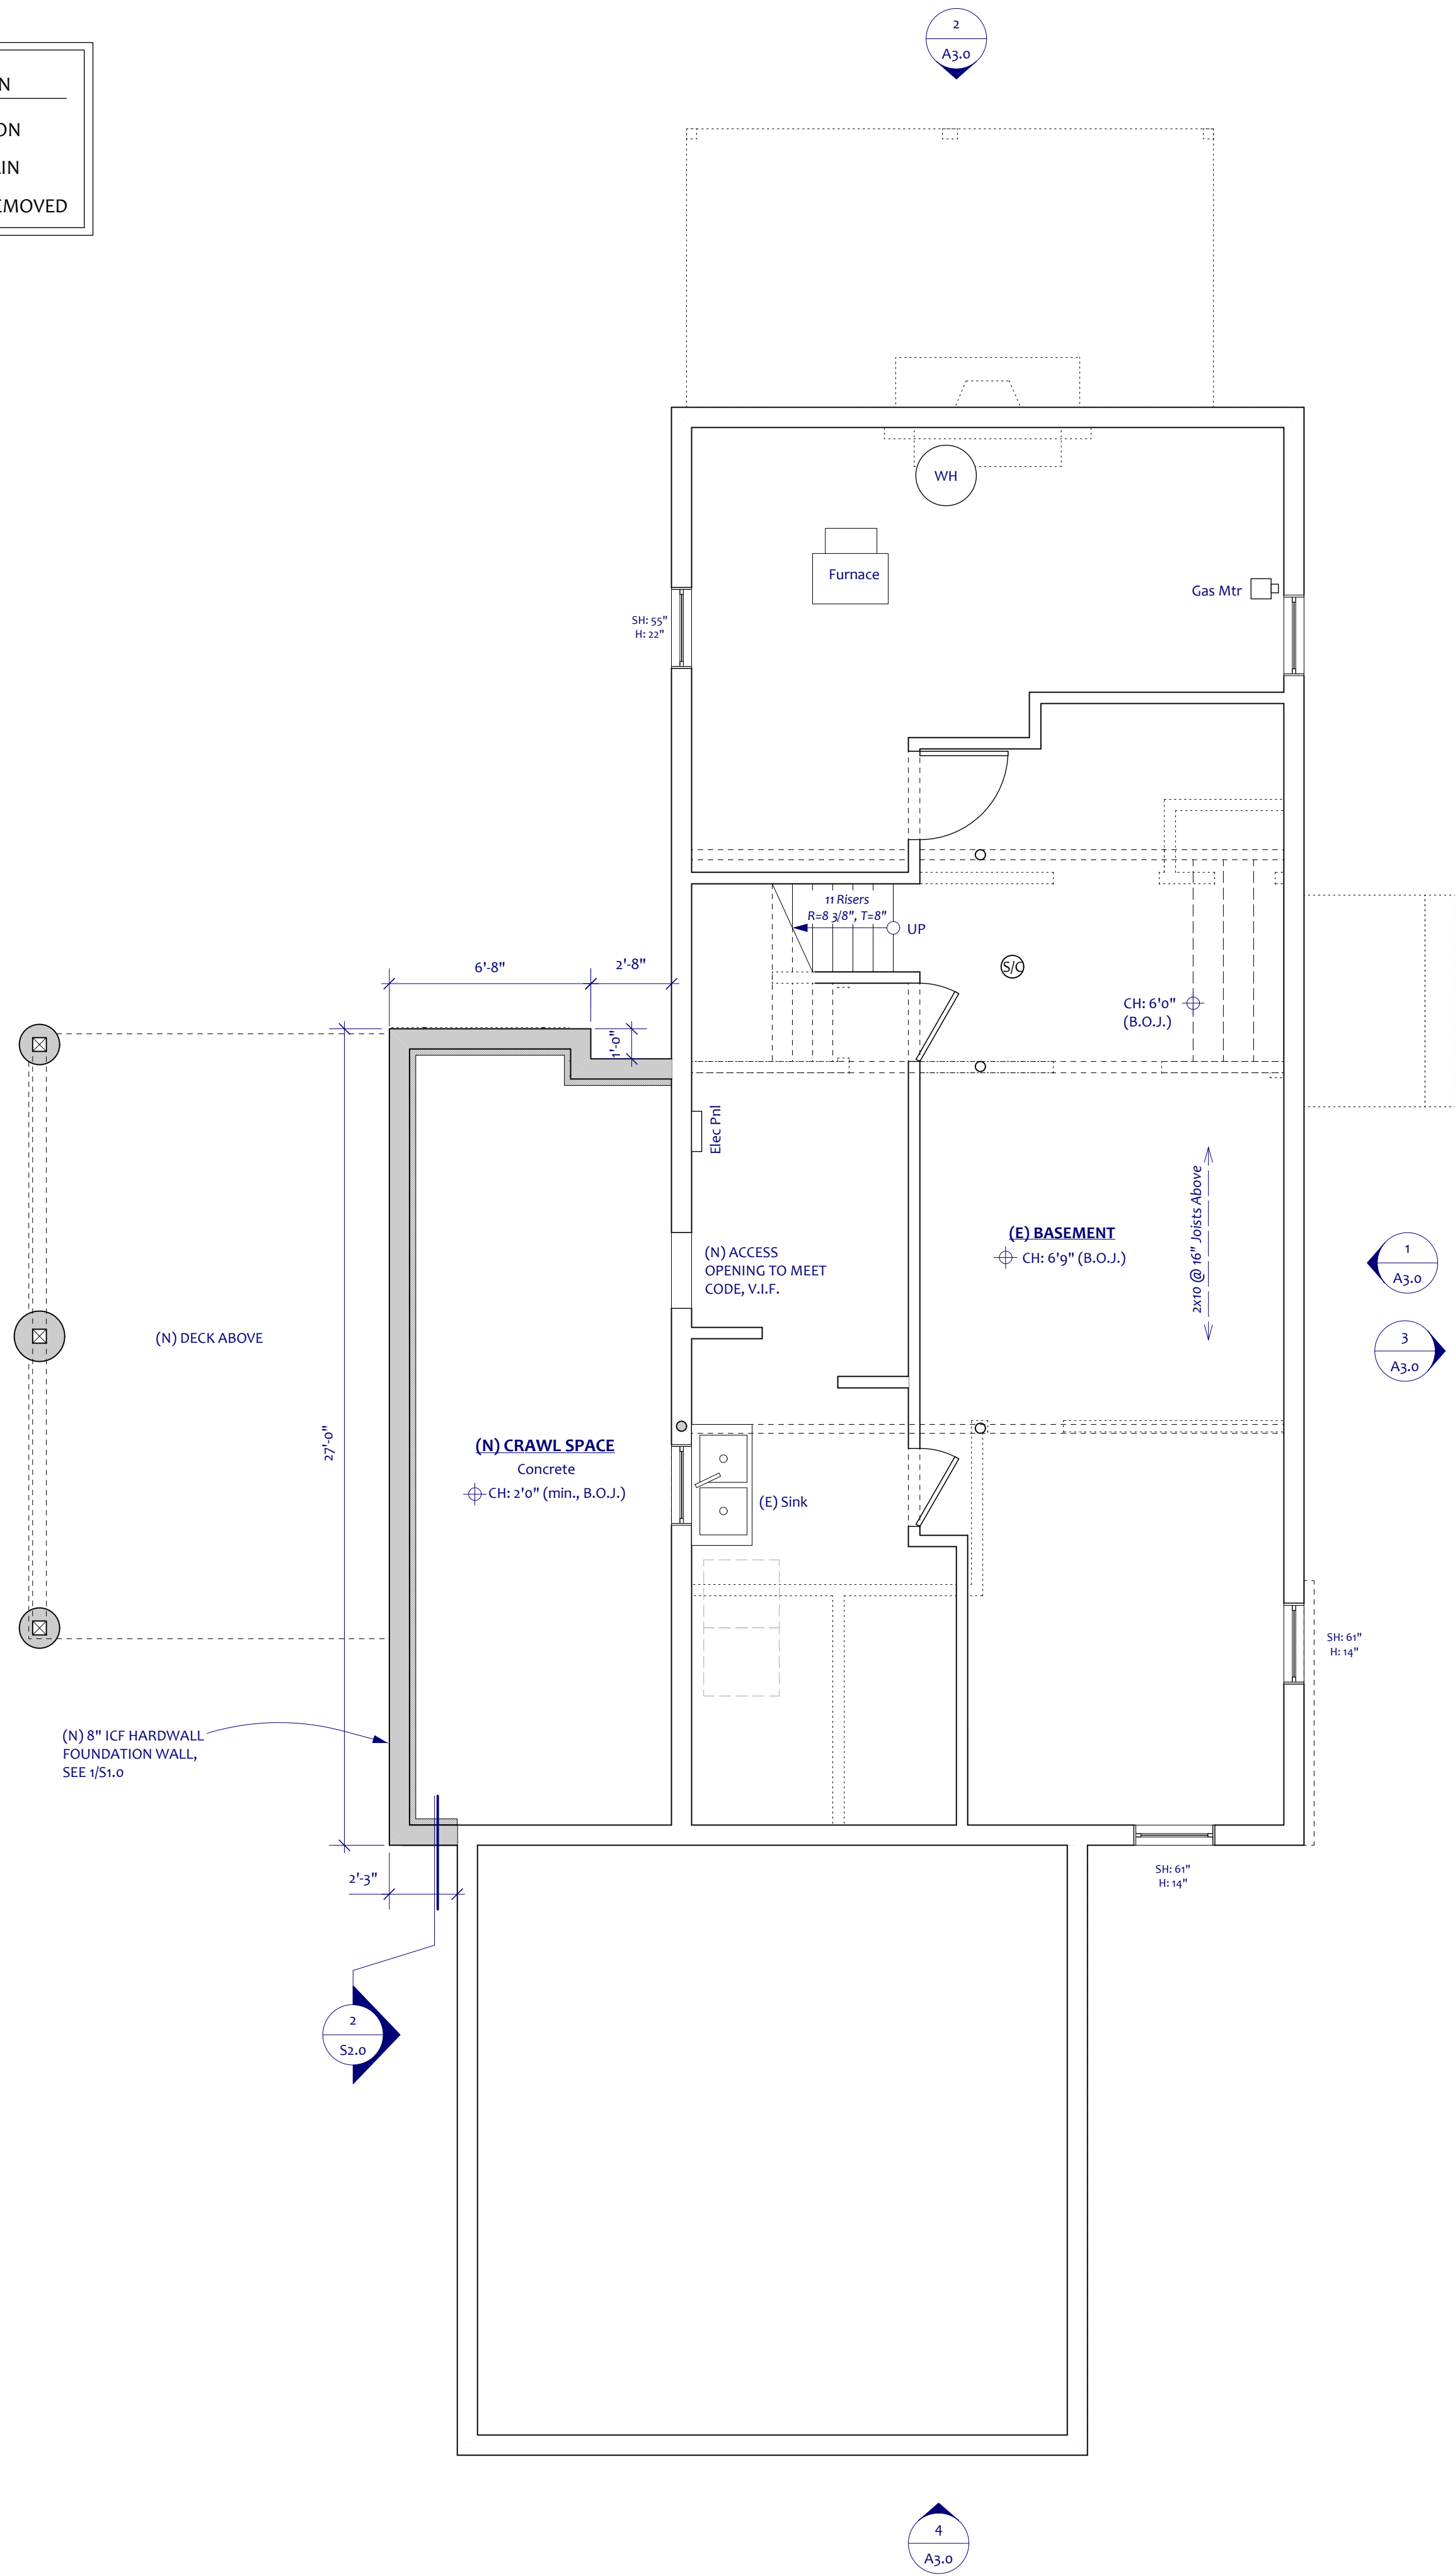 2
A3.0
WH
Furnace
Gas Mtr
SH: 55"
H: 22"
11 Risers
R=8 3/8", T=8"
UP
S/C
CH: 6'0"
(B.O.J.)
6'-8"
2'-8"
1'-0"
Elec Pnl
2x10 @ 16" Joists Above
(E) BASEMENT
CH: 6'9" (B.O.J.)
(N) ACCESS
OPENING TO MEET
CODE, V.I.F.
1
A3.0
3
A3.0
(N) DECK ABOVE
27'-0"
(N) CRAWL SPACE
Concrete
CH: 2'0" (min., B.O.J.)
(E) Sink
SH: 61"
H: 14"
(N) 8" ICF HARDWALL
FOUNDATION WALL,
SEE 1/S1.0
2'-3"
SH: 61"
H: 14"
2
S2.0
4
A3.0